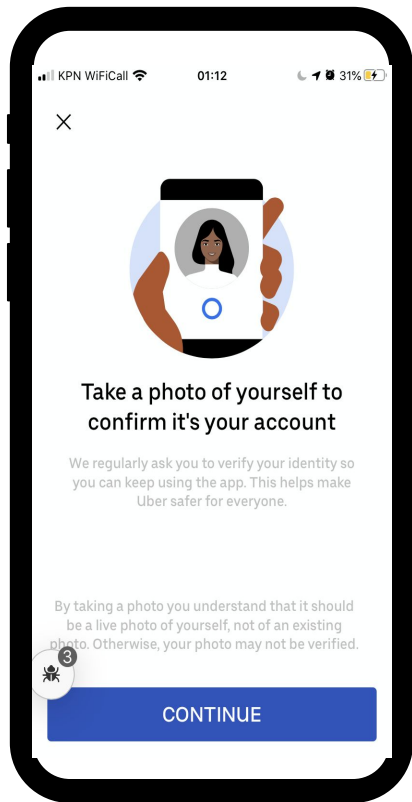 KPN WiFiCall 01:12 31%
Take a photo of yourself to
confirm it's your account
We regularly ask you to verify your identity so
you can keep using the app. This helps make
Uber safer for everyone.
By taking a photo you understand that it should
be a live photo of yourself, not of an existing
photo. Otherwise, your photo may not be verified.
3
CONTINUE